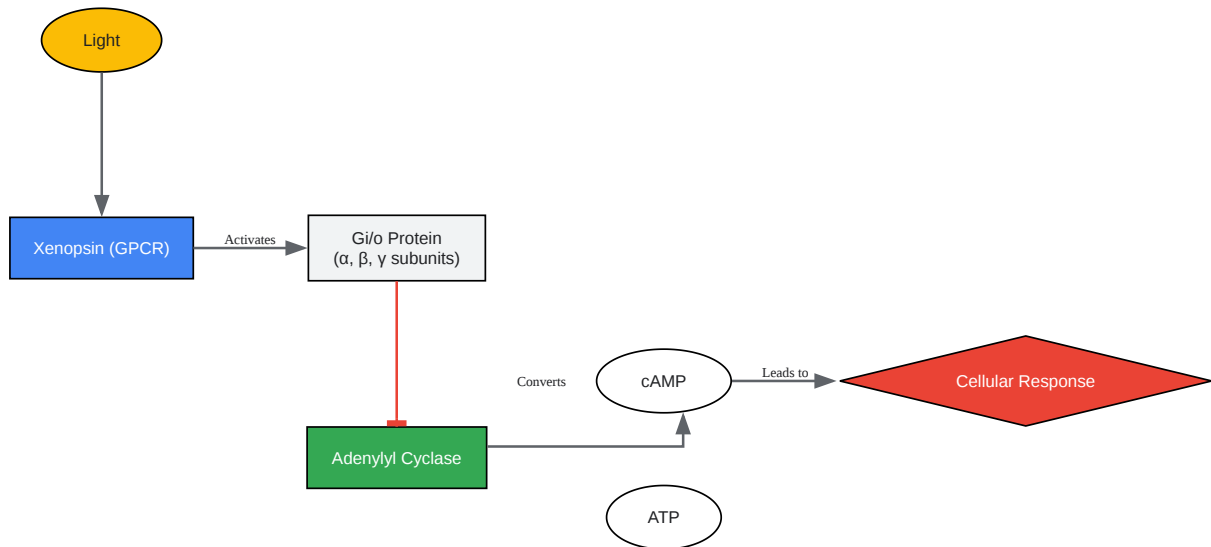 Light
Xenopsin (GPCR)
Activates
Gi/o Protein
(α, β, γ subunits)
Converts
cAMP
Leads to
Cellular Response
Adenylyl Cyclase
ATP